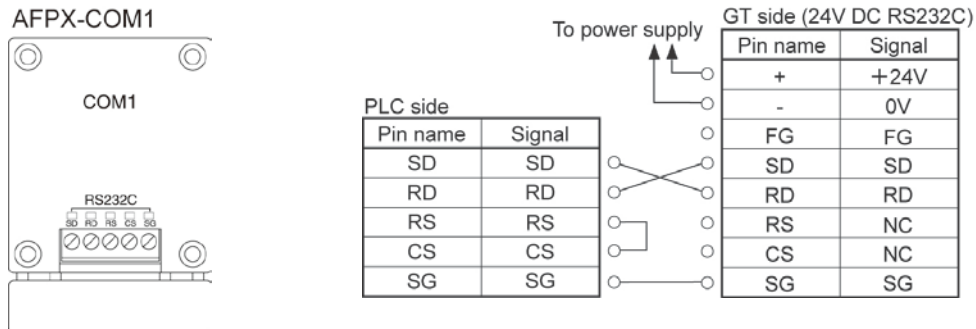 AFPX-COM1
COM1
RS232C
SD RD RS CS SG
To power supply
PLC side
Pin name Signal
SD SD
RD RD
RS RS
CS CS
SG SG
GT side (24V DC RS232C)
Pin name Signal
+ +24V
- 0V
FG FG
SD SD
RD RD
RS NC
CS NC
SG SG